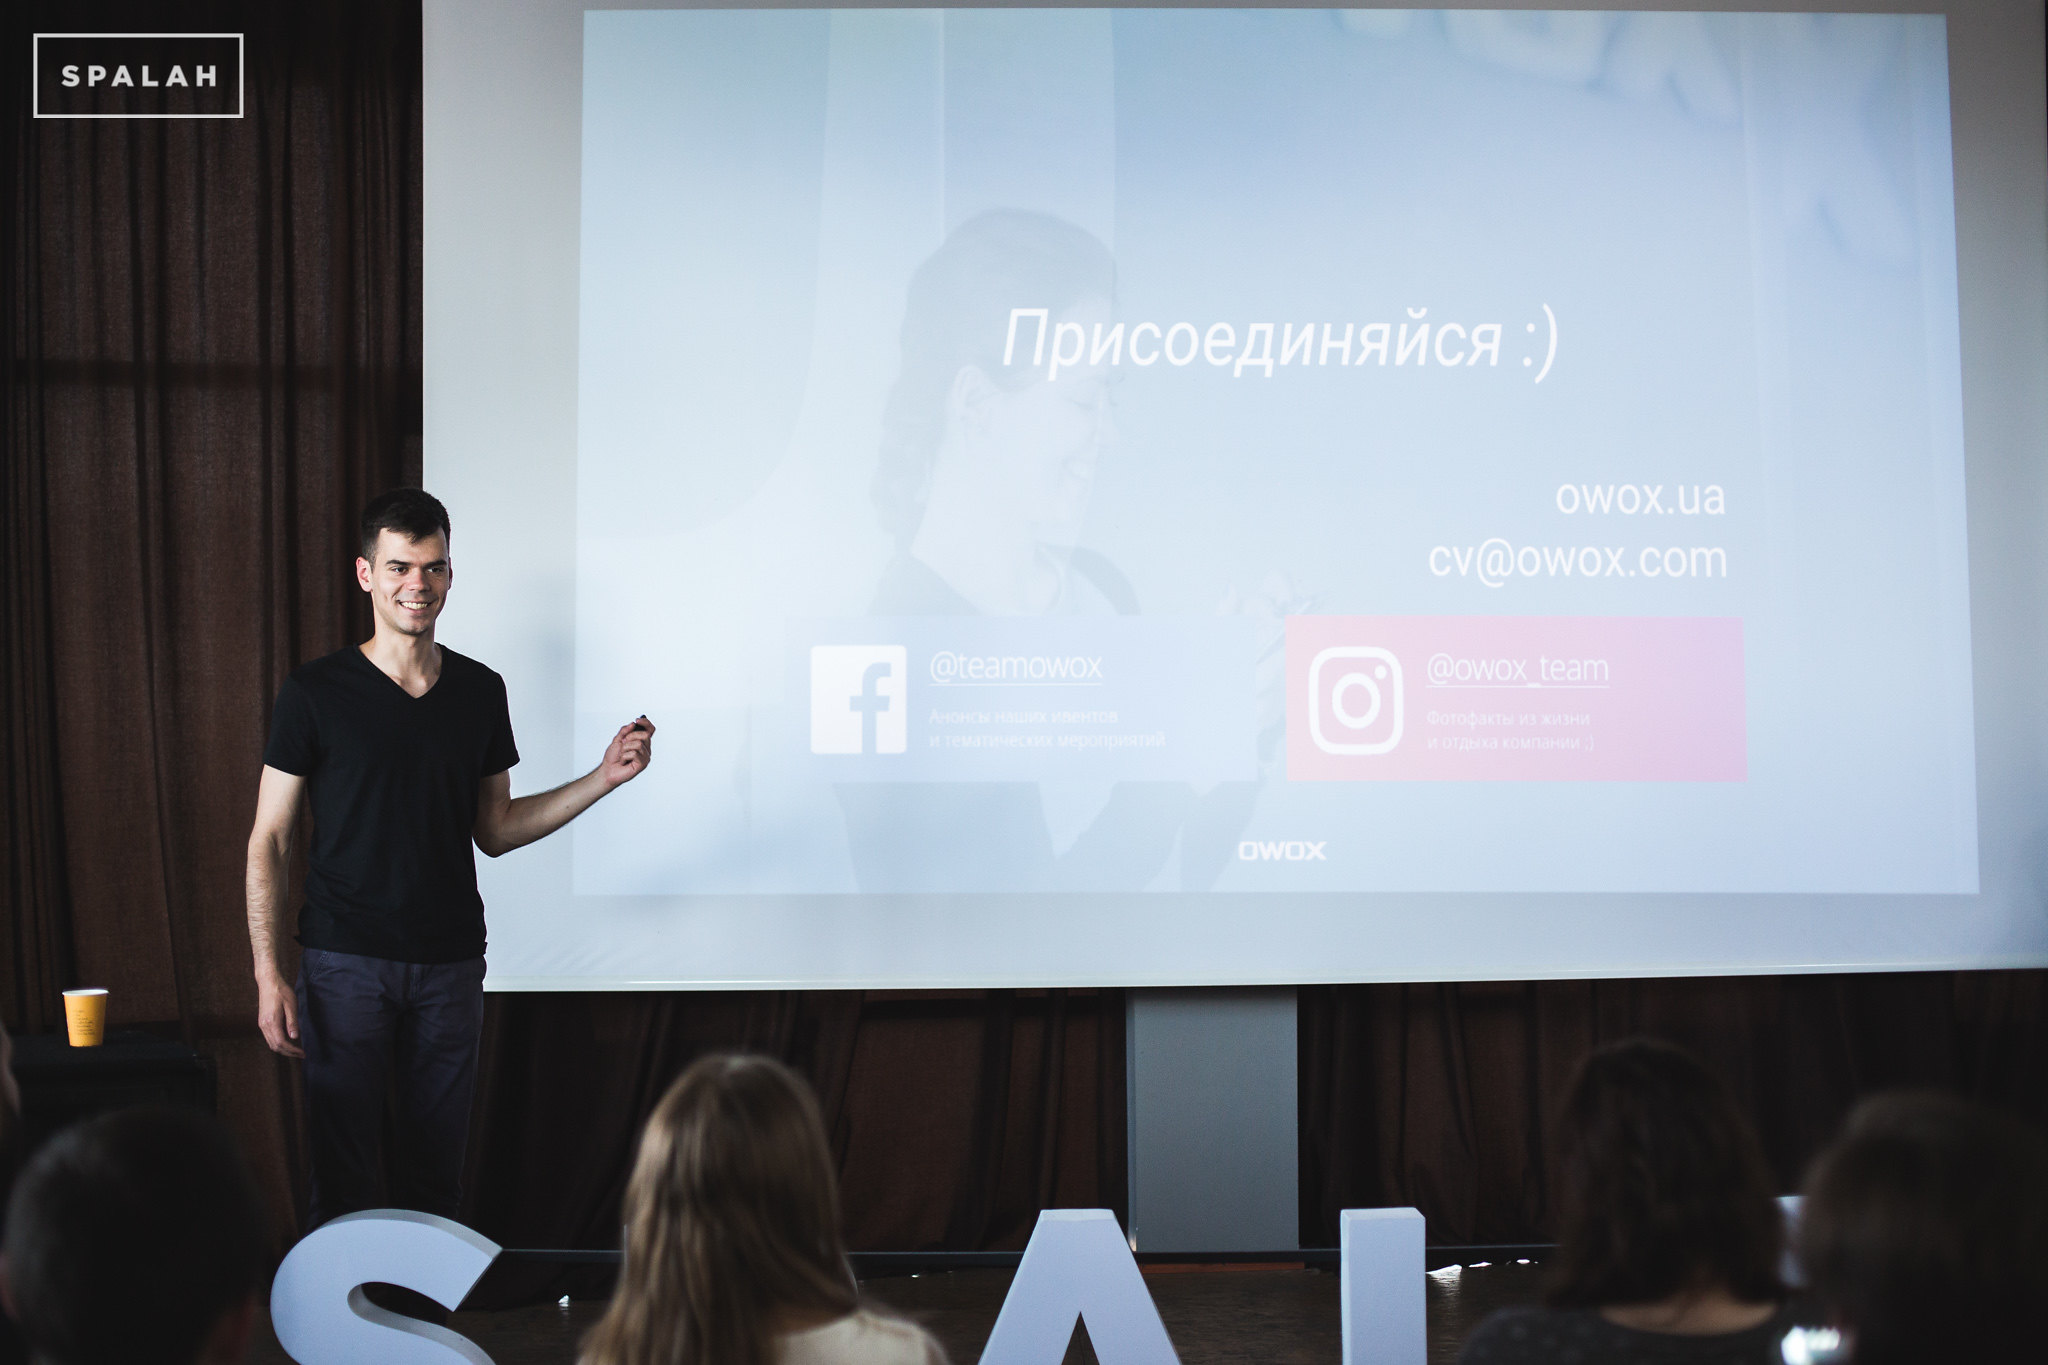 SPALAH
Присоединяйся :)
owox.ua
cv@owox.com
@teamowox
Анонсы наших ивентов
и тематических мероприятий
@owox_team
Фотофакты из жизни
и отдыха компании ;)
OWOX
S
A
L